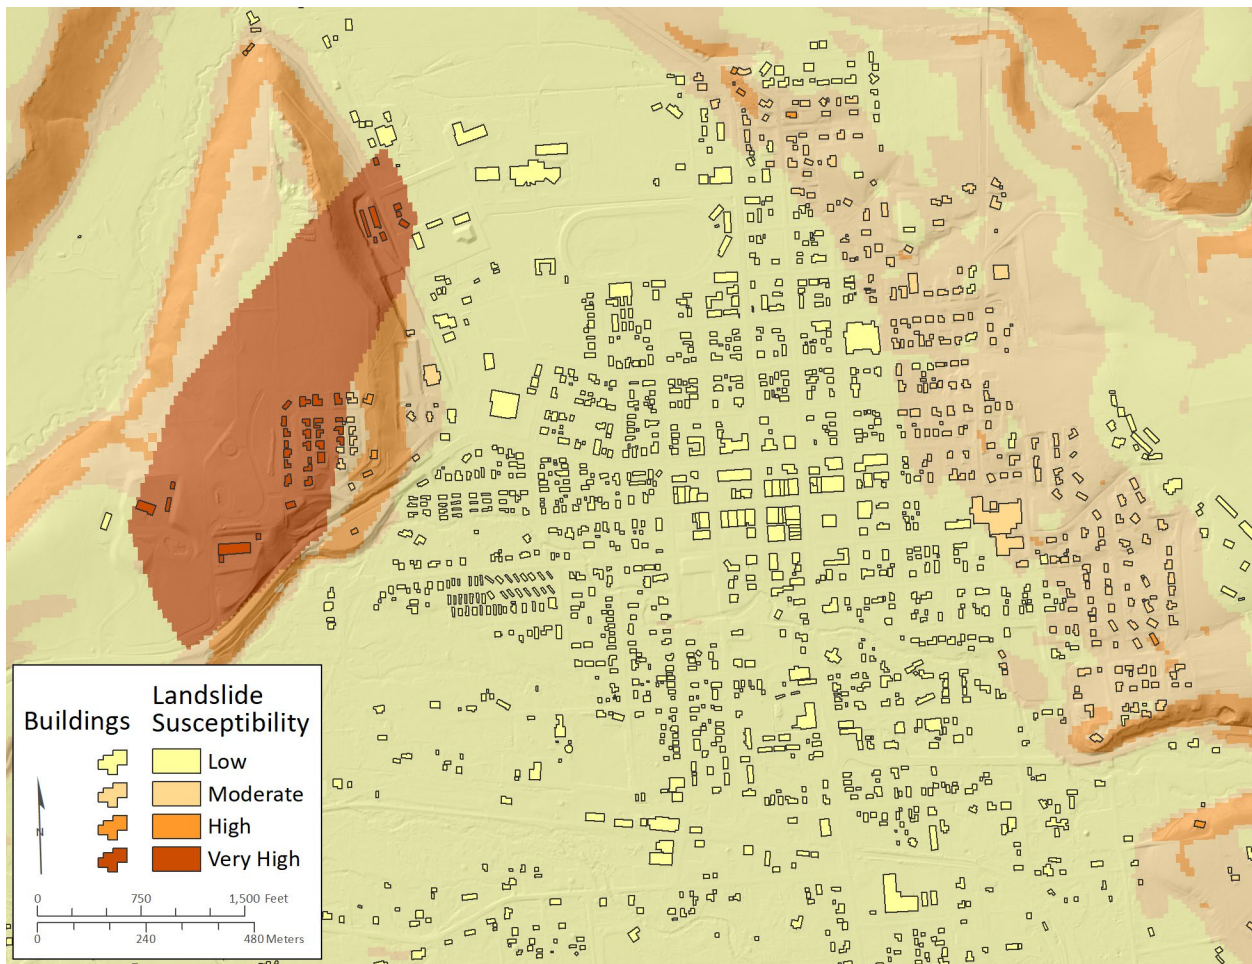 Buildings
Landslide
Susceptibility
Low
Moderate
High
Very High
N
0 750 1,500 Feet
0 240 480 Meters